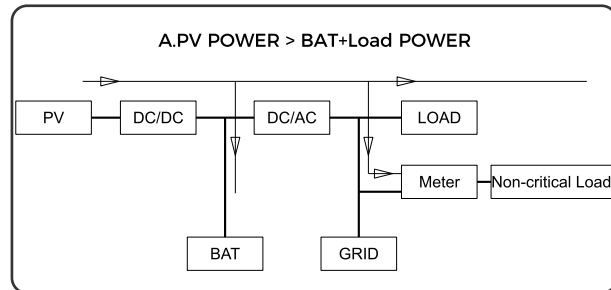 A.PV POWER > BAT+Load POWER
PV
DC/DC
DC/AC
LOAD
Meter
Non-critical Load
BAT
GRID